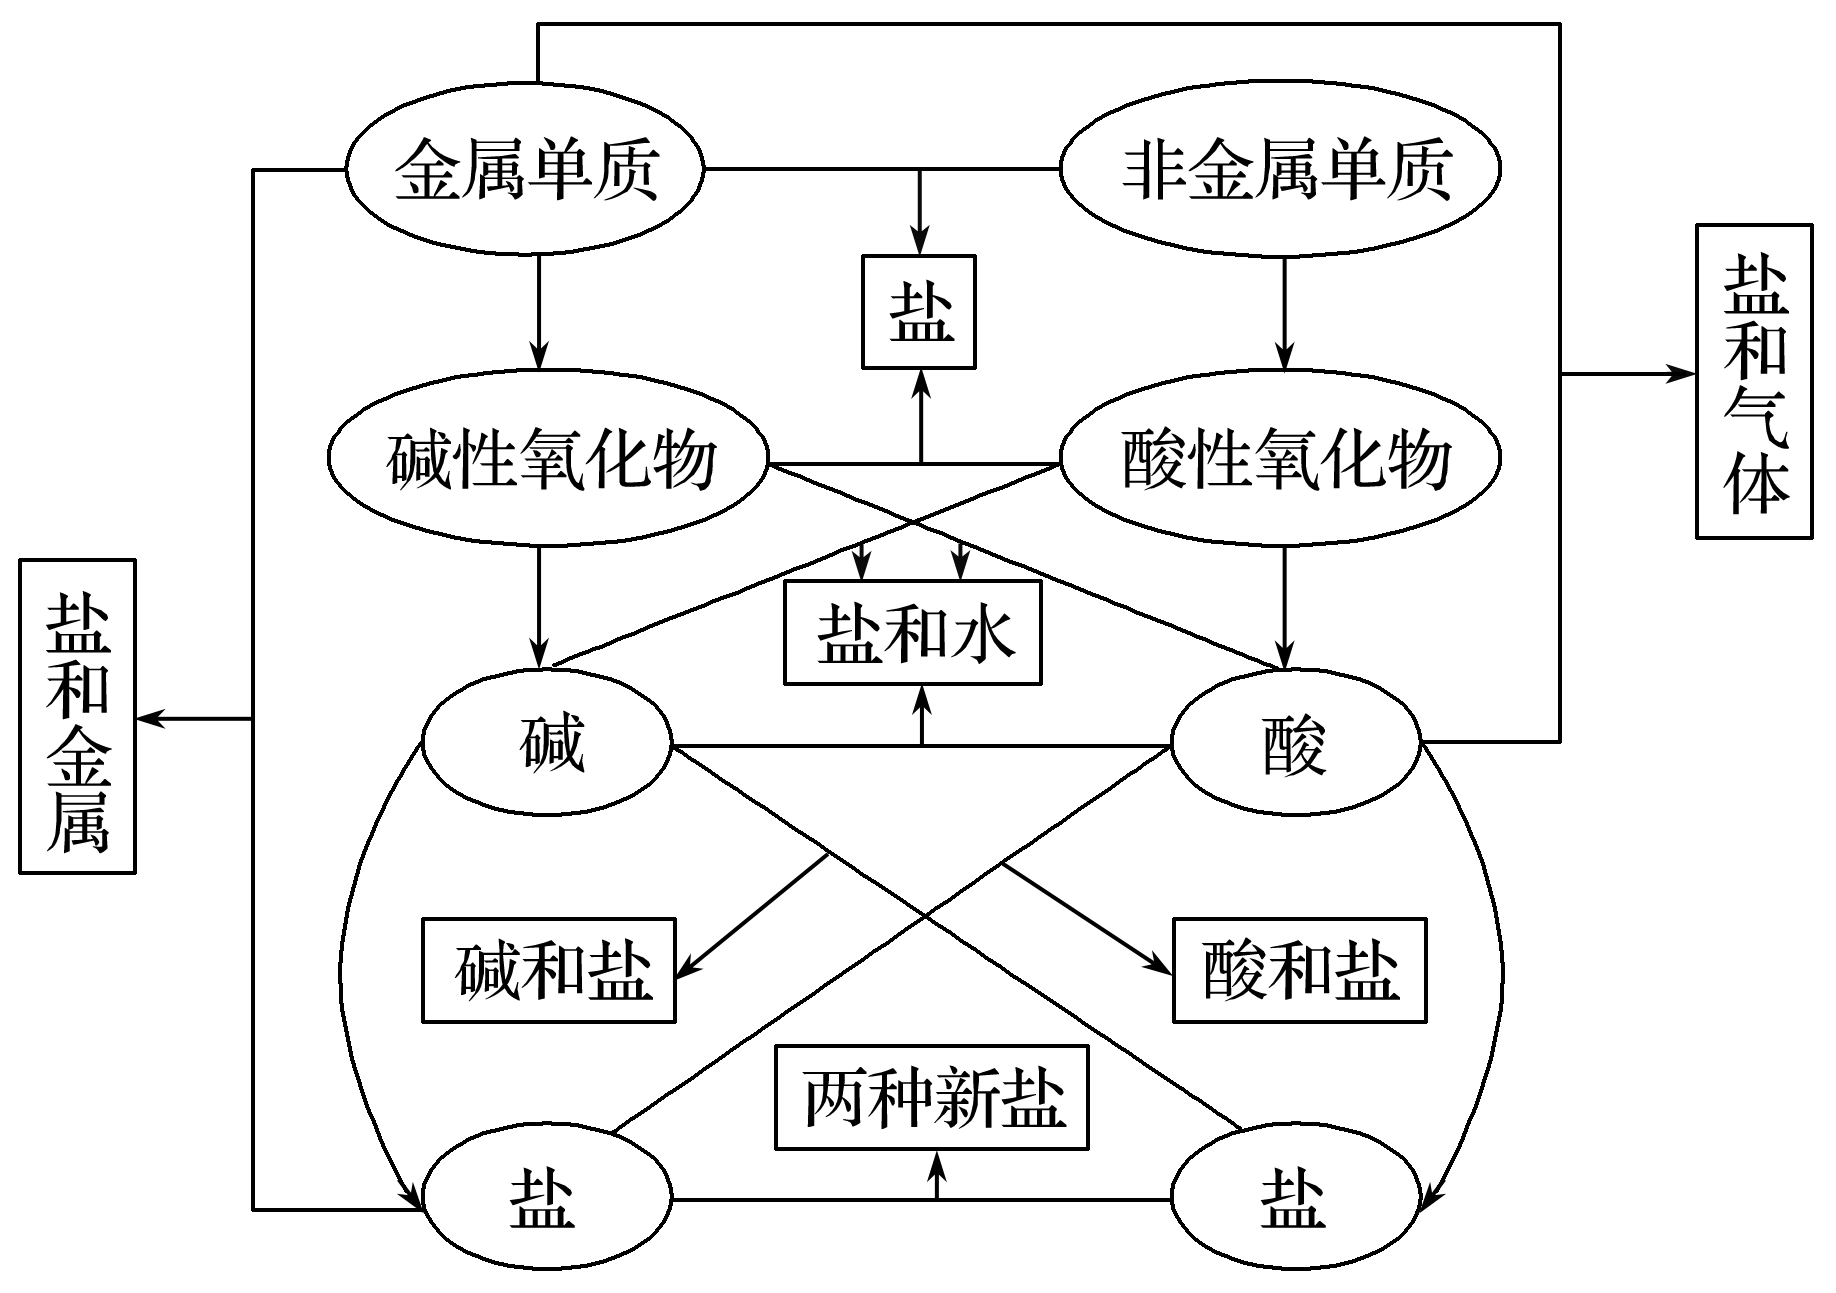 金属单质
非金属单质
盐
盐和气体
碱性氧化物
酸性氧化物
盐和金属
盐和水
碱
酸
碱和盐
酸和盐
两种新盐
盐
盐